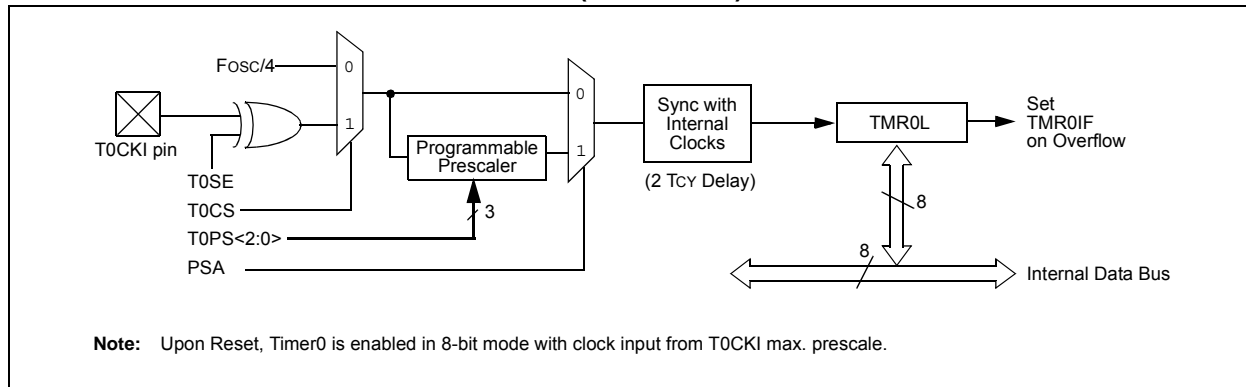 Fosc/4
0
1
T0CKI pin
T0SE
T0CS
T0PS<2:0>
PSA
Programmable
Prescaler
3
0
1
Sync with
Internal
Clocks
(2 TCY Delay)
TMR0L
Set
TMR0IF
on Overflow
8
8
Internal Data Bus
Note: Upon Reset, Timer0 is enabled in 8-bit mode with clock input from T0CKI max. prescale.